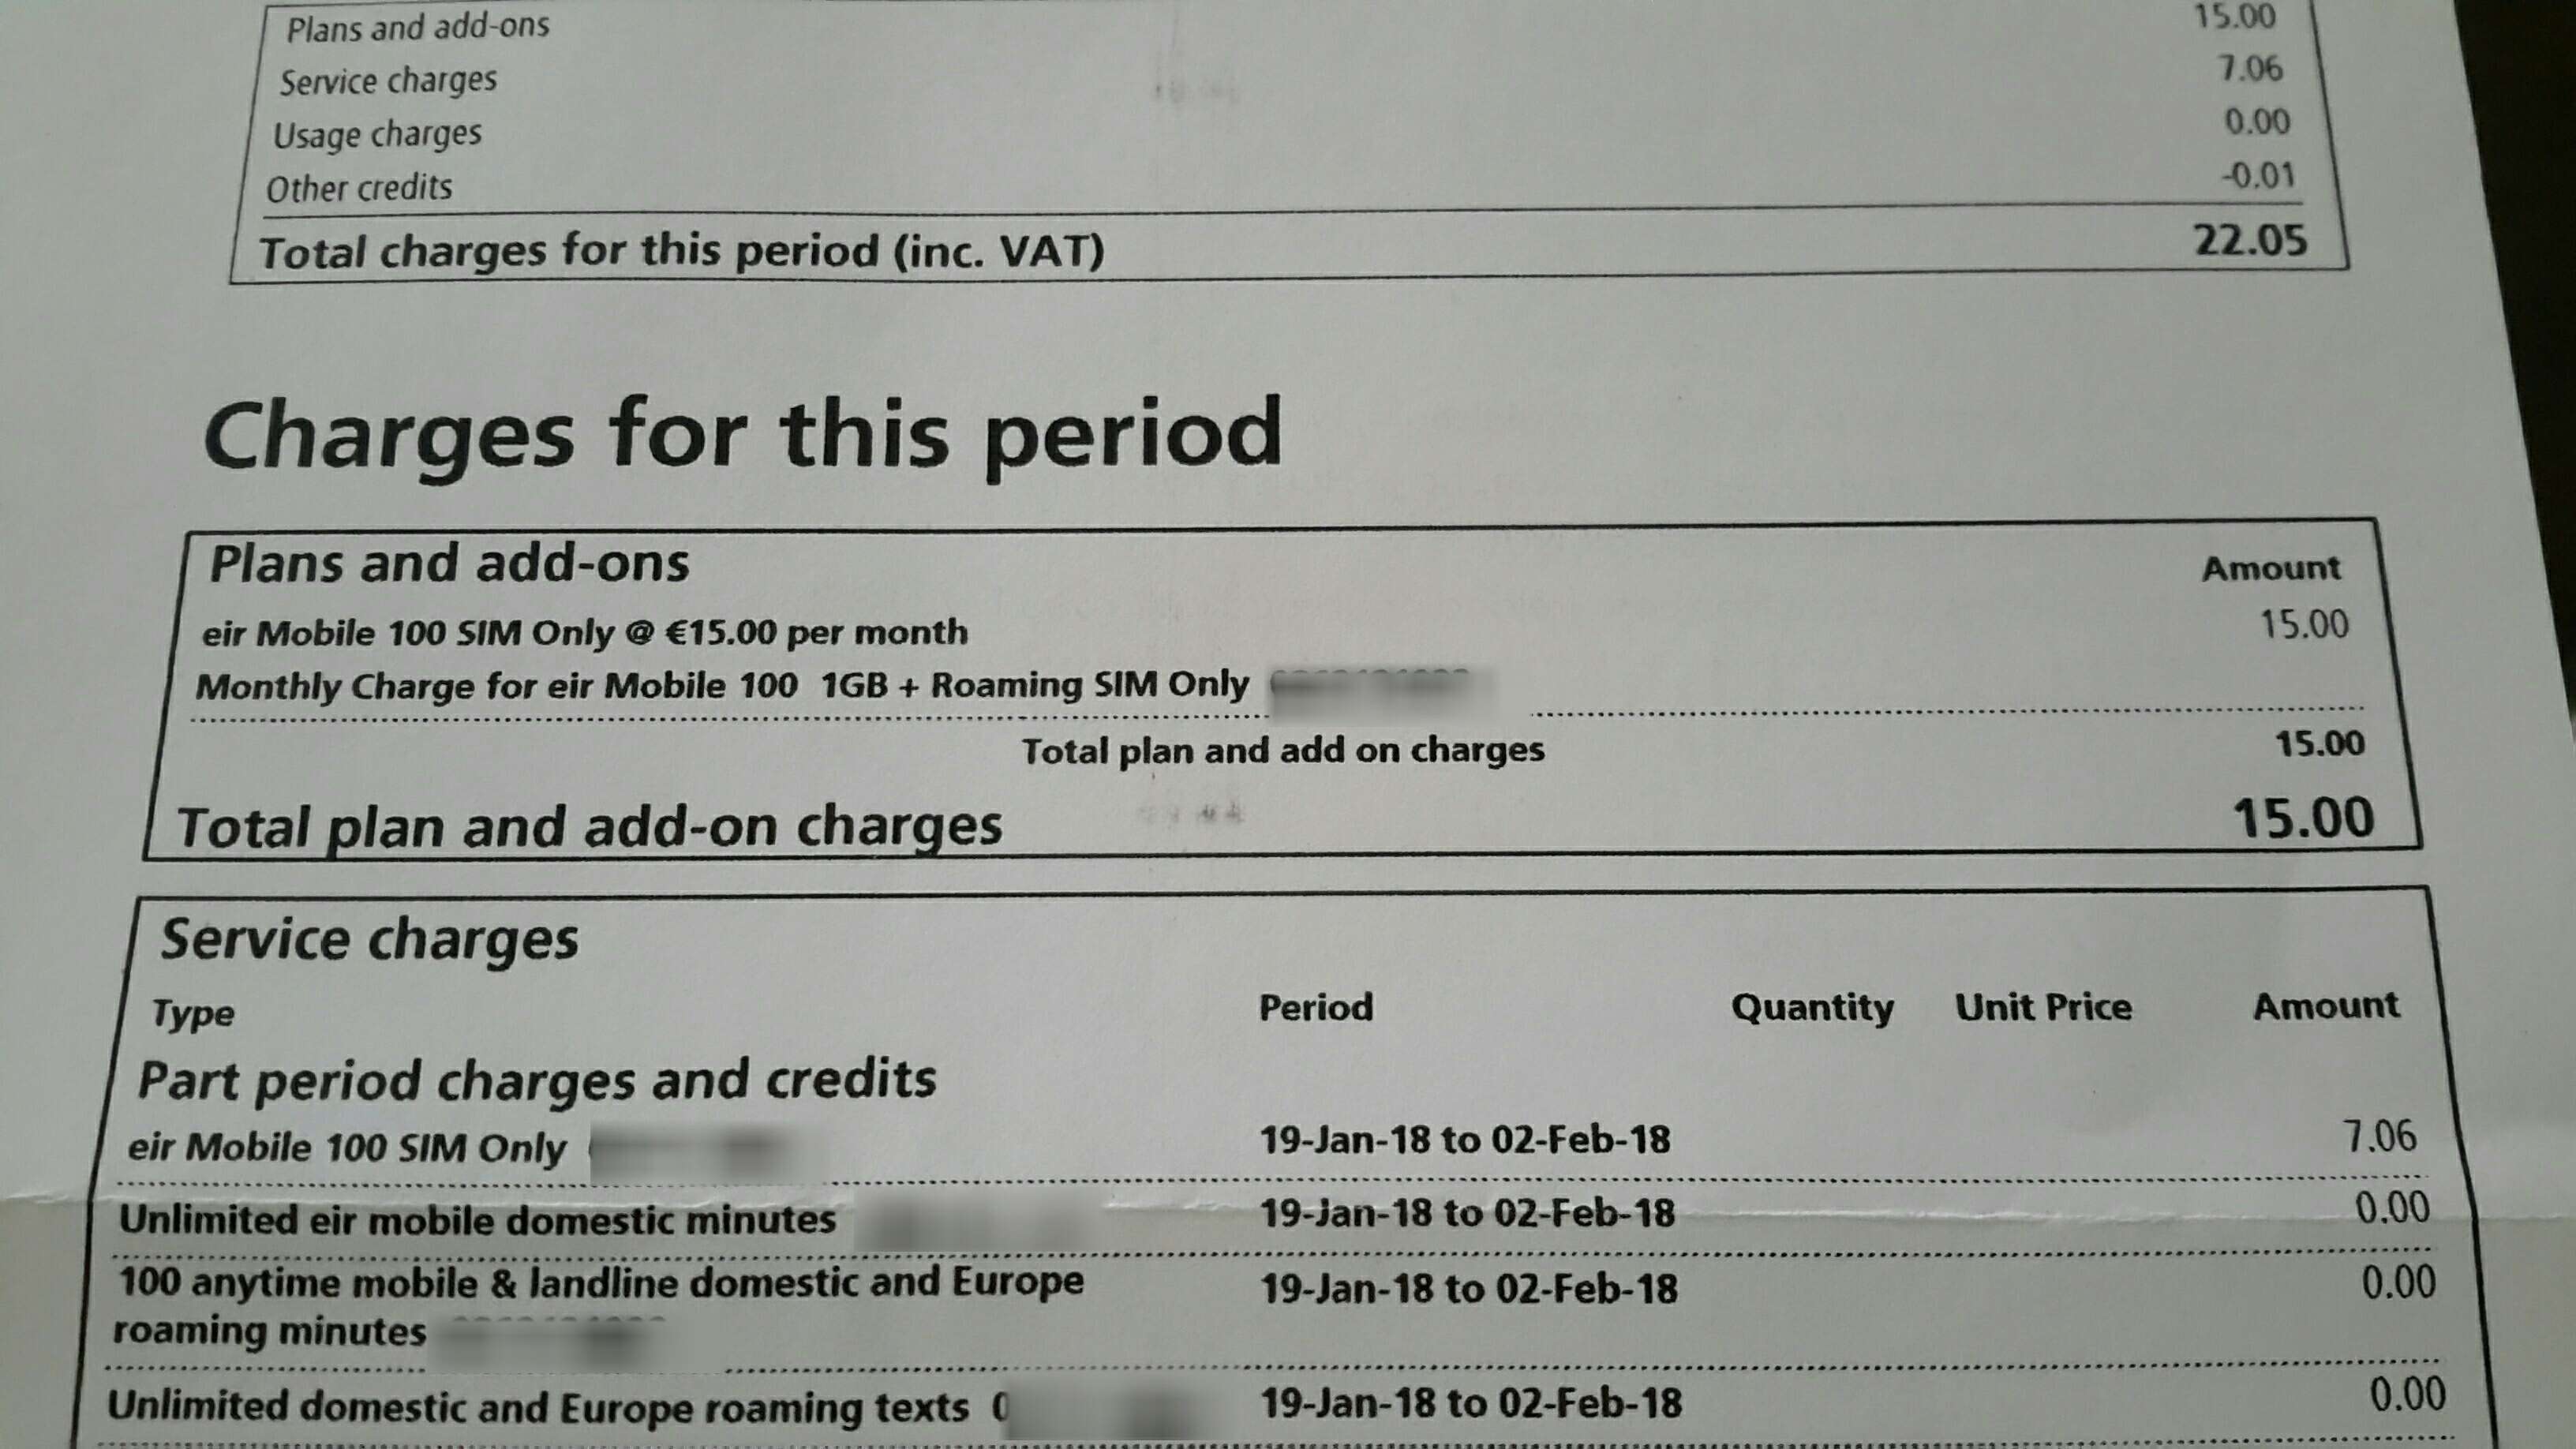 Plans and add-ons 15.00
Service charges 7.06
Usage charges 0.00
Other credits -0.01
Total charges for this period (inc. VAT) 22.05
Charges for this period
Plans and add-ons Amount
eir Mobile 100 SIM Only @ €15.00 per month 15.00
Monthly Charge for eir Mobile 100 1GB + Roaming SIM Only
Total plan and add on charges 15.00
Total plan and add-on charges 15.00
Service charges
Type Period Quantity Unit Price Amount
Part period charges and credits
eir Mobile 100 SIM Only 19-Jan-18 to 02-Feb-18 7.06
Unlimited eir mobile domestic minutes 19-Jan-18 to 02-Feb-18 0.00
100 anytime mobile & landline domestic and Europe 19-Jan-18 to 02-Feb-18 0.00
roaming minutes
Unlimited domestic and Europe roaming texts 0 19-Jan-18 to 02-Feb-18 0.00